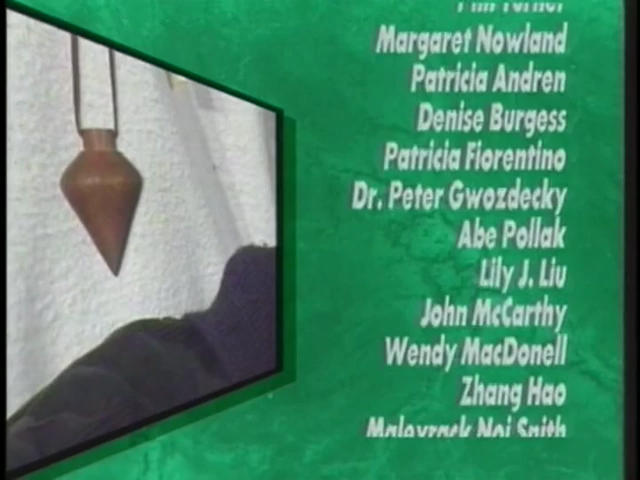 Margaret Nowland
Patricia Andren
Denise Burgess
Patricia Fiorentino
Dr. Peter Gwozdecky
Abe Pollak
Lily J. Liu
John McCarthy
Wendy MacDonell
Zhang Hao